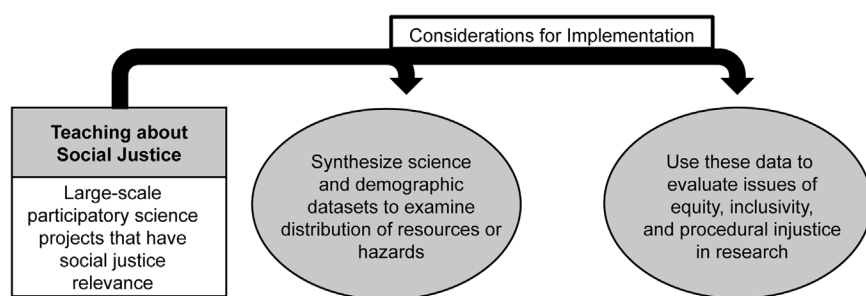 Considerations for Implementation
Teaching about
Social Justice
Large-scale
participatory science
projects that have
social justice
relevance
Synthesize science
and demographic
datasets to examine
distribution of resources or
hazards
Use these data to
evaluate issues of
equity, inclusivity,
and procedural injustice
in research